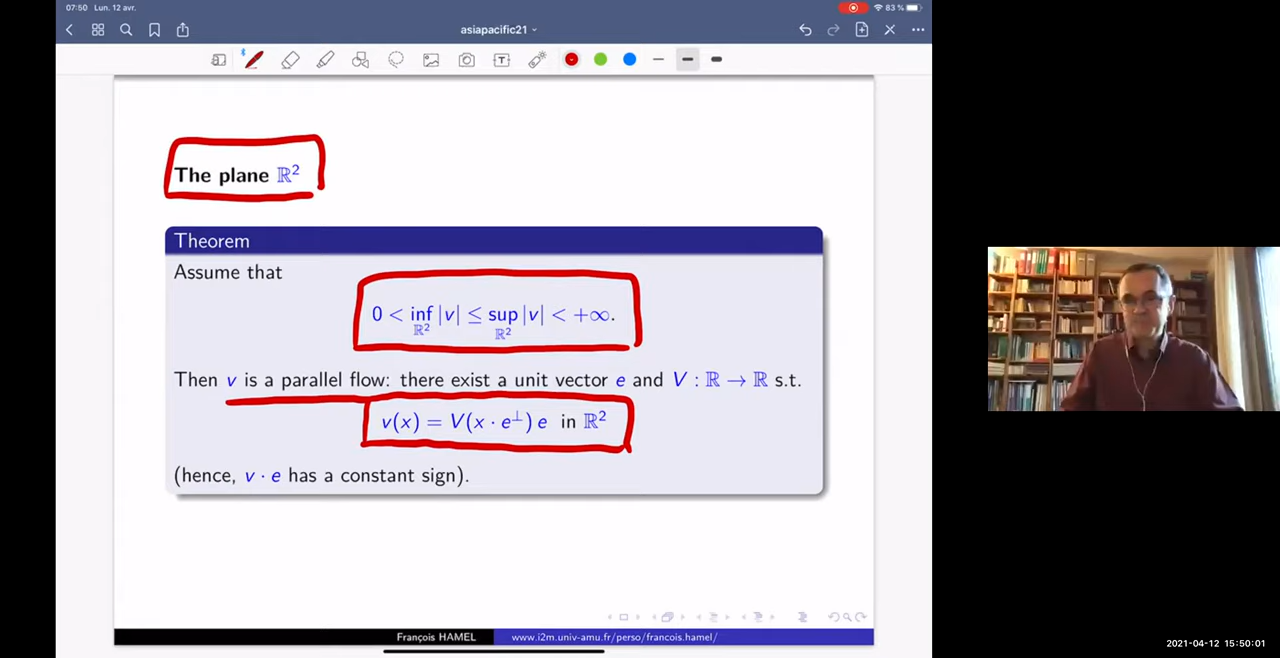 07:50 Lun. 12 avr.
83 %
asiapacific21
T
The plane ℝ²
Theorem
Assume that
0 < inf_{ℝ²} |v| ≤ sup_{ℝ²} |v| < +∞.
Then v is a parallel flow: there exist a unit vector e and V : ℝ → ℝ s.t.
v(x) = V(x · e^⊥) e in ℝ²
(hence, v · e has a constant sign).
François HAMEL www.i2m.univ-amu.fr/perso/francois.hamel/
2021-04-12 15:50:01